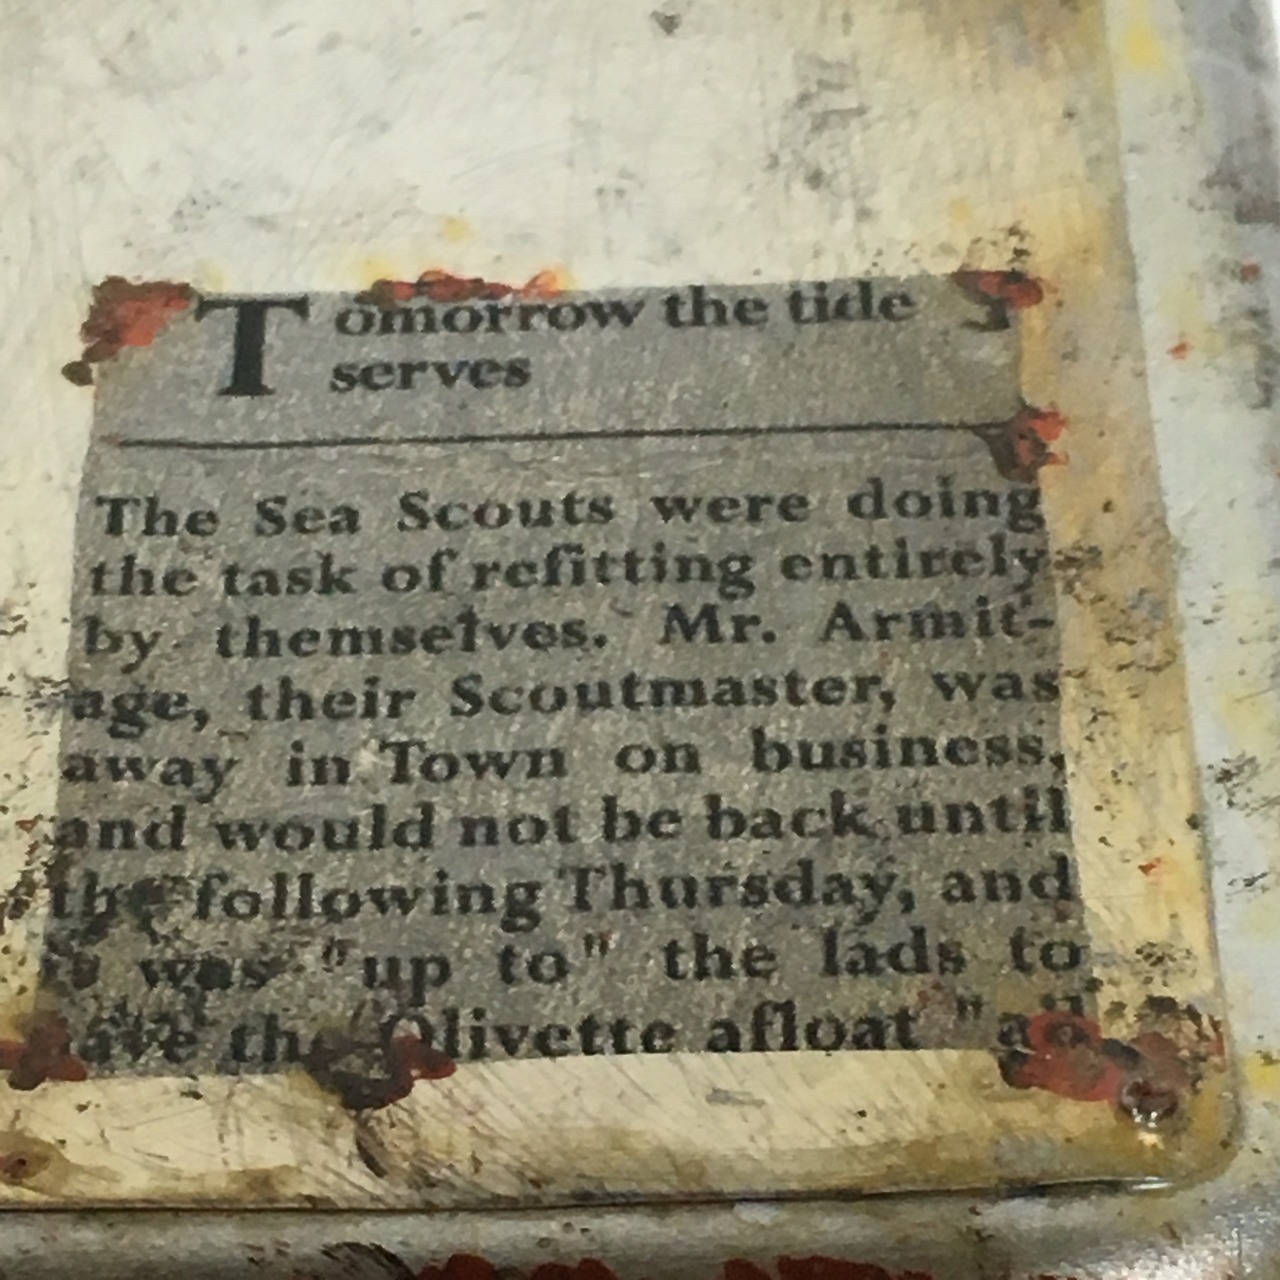 Tomorrow the tide
serves
The Sea Scouts were doing
the task of refitting entirely
by themselves. Mr. Armit-
age, their Scoutmaster, was
away in Town on business,
and would not be back until
the following Thursday, and
was "up to" the lads to
the Olivette afloat "